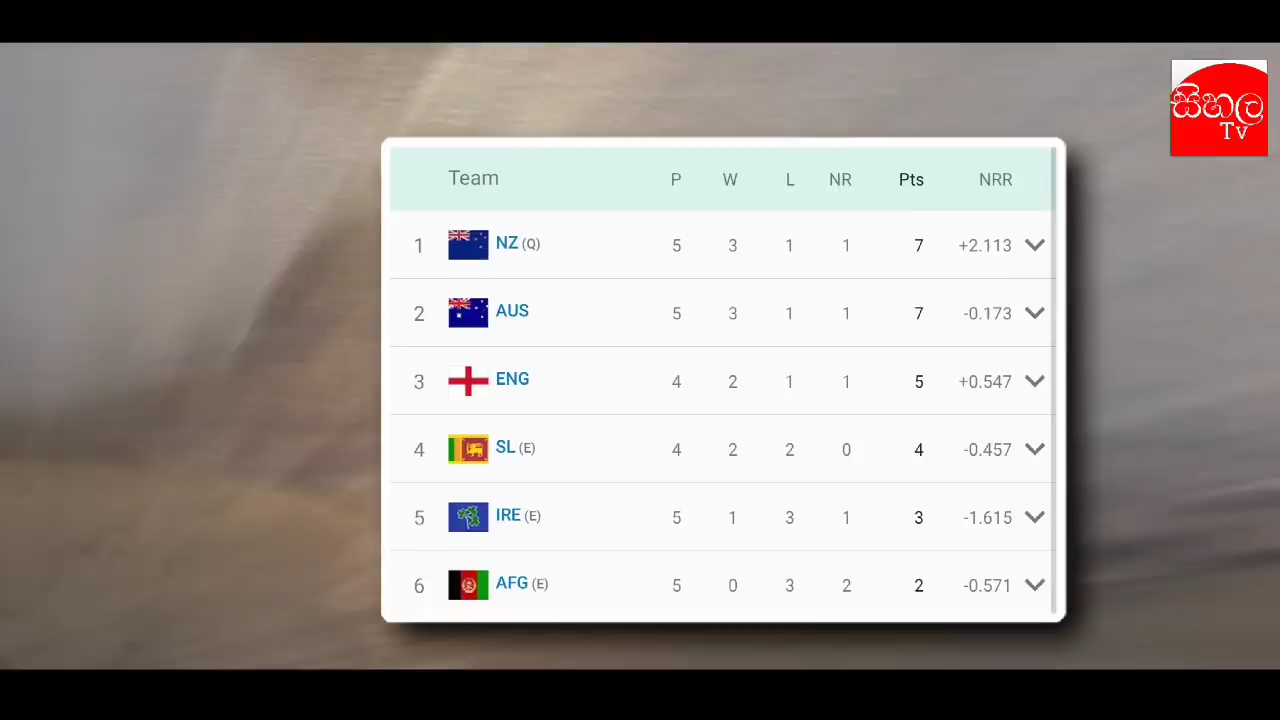 සිහල
Tv
Team P W L NR Pts NRR
1 NZ (Q) 5 3 1 1 7 +2.113
2 AUS 5 3 1 1 7 -0.173
3 ENG 4 2 1 1 5 +0.547
4 SL (E) 4 2 2 0 4 -0.457
5 IRE (E) 5 1 3 1 3 -1.615
6 AFG (E) 5 0 3 2 2 -0.571